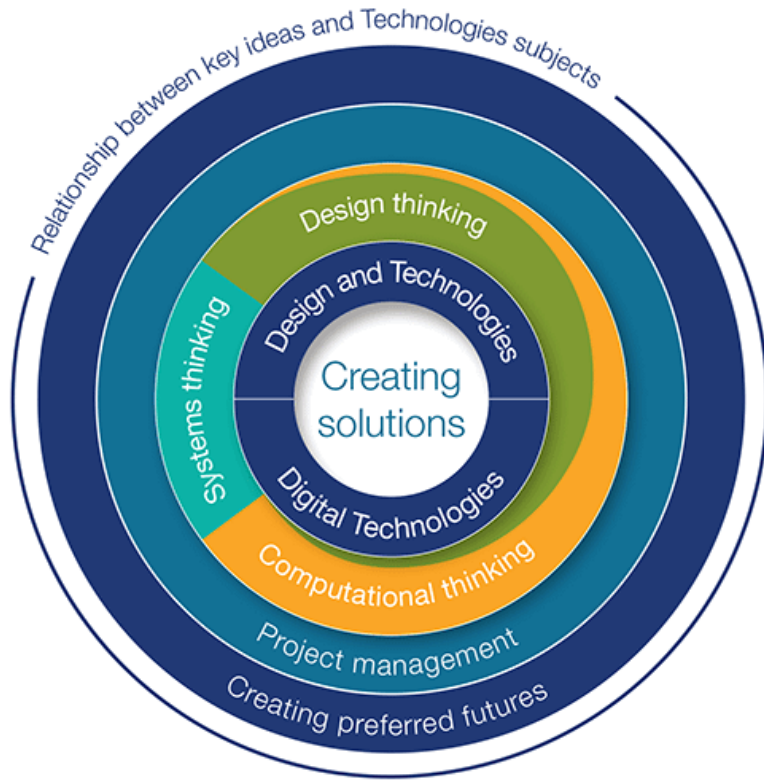 Relationship between key ideas and Technologies subjects
Design thinking
Design and Technologies
Systems thinking
Creating
solutions
Digital Technologies
Computational thinking
Project management
Creating preferred futures